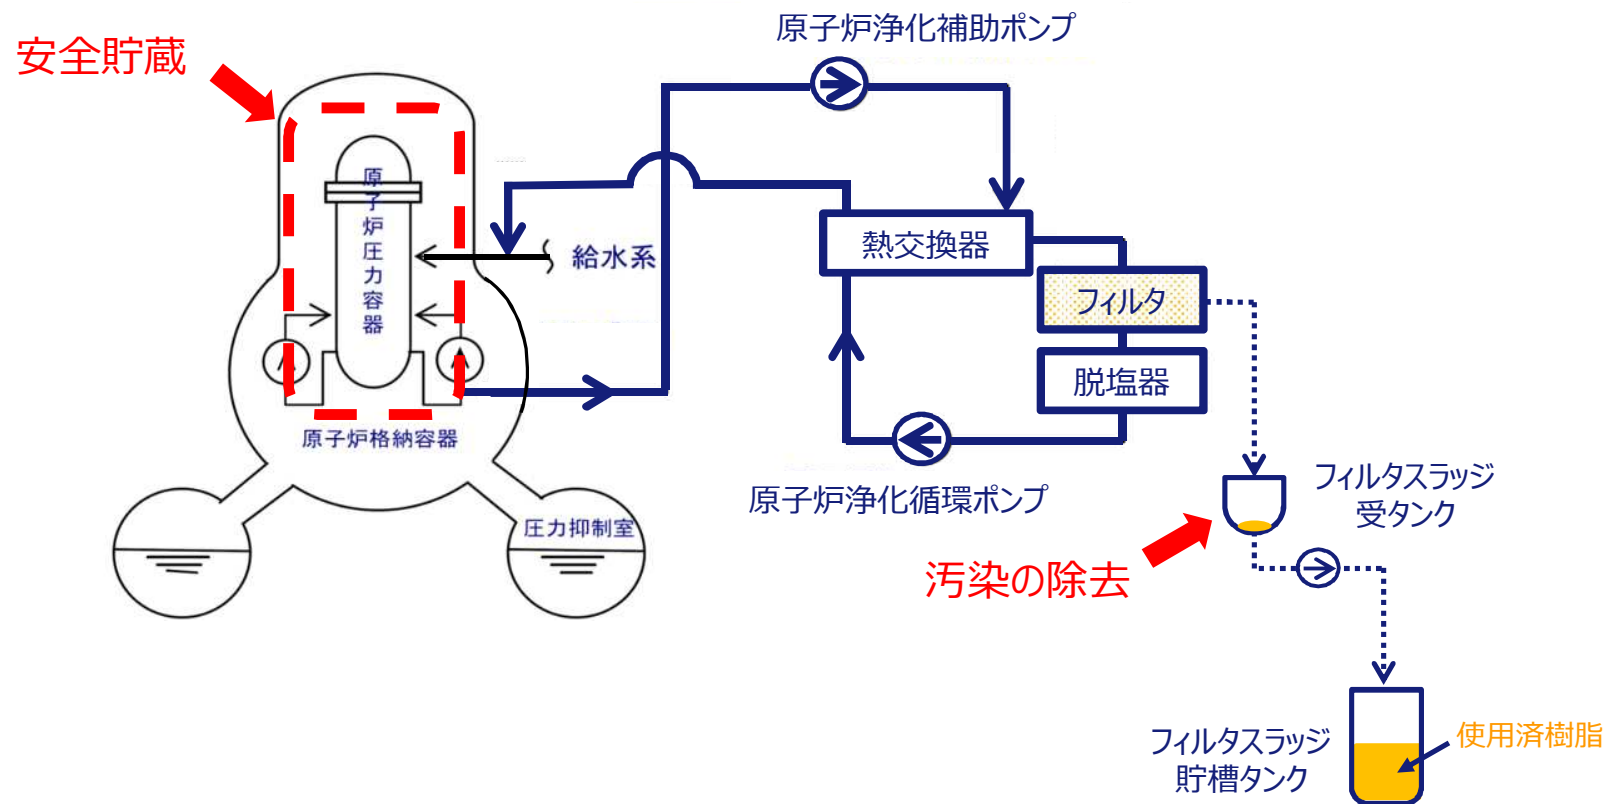 原子炉浄化補助ポンプ
安全貯蔵
原子炉圧力容器
給水系
熱交換器
フィルタ
脱塩器
原子炉格納容器
原子炉浄化循環ポンプ
フィルタスラッジ
受タンク
圧力抑制室
汚染の除去
フィルタスラッジ
貯槽タンク
使用済樹脂